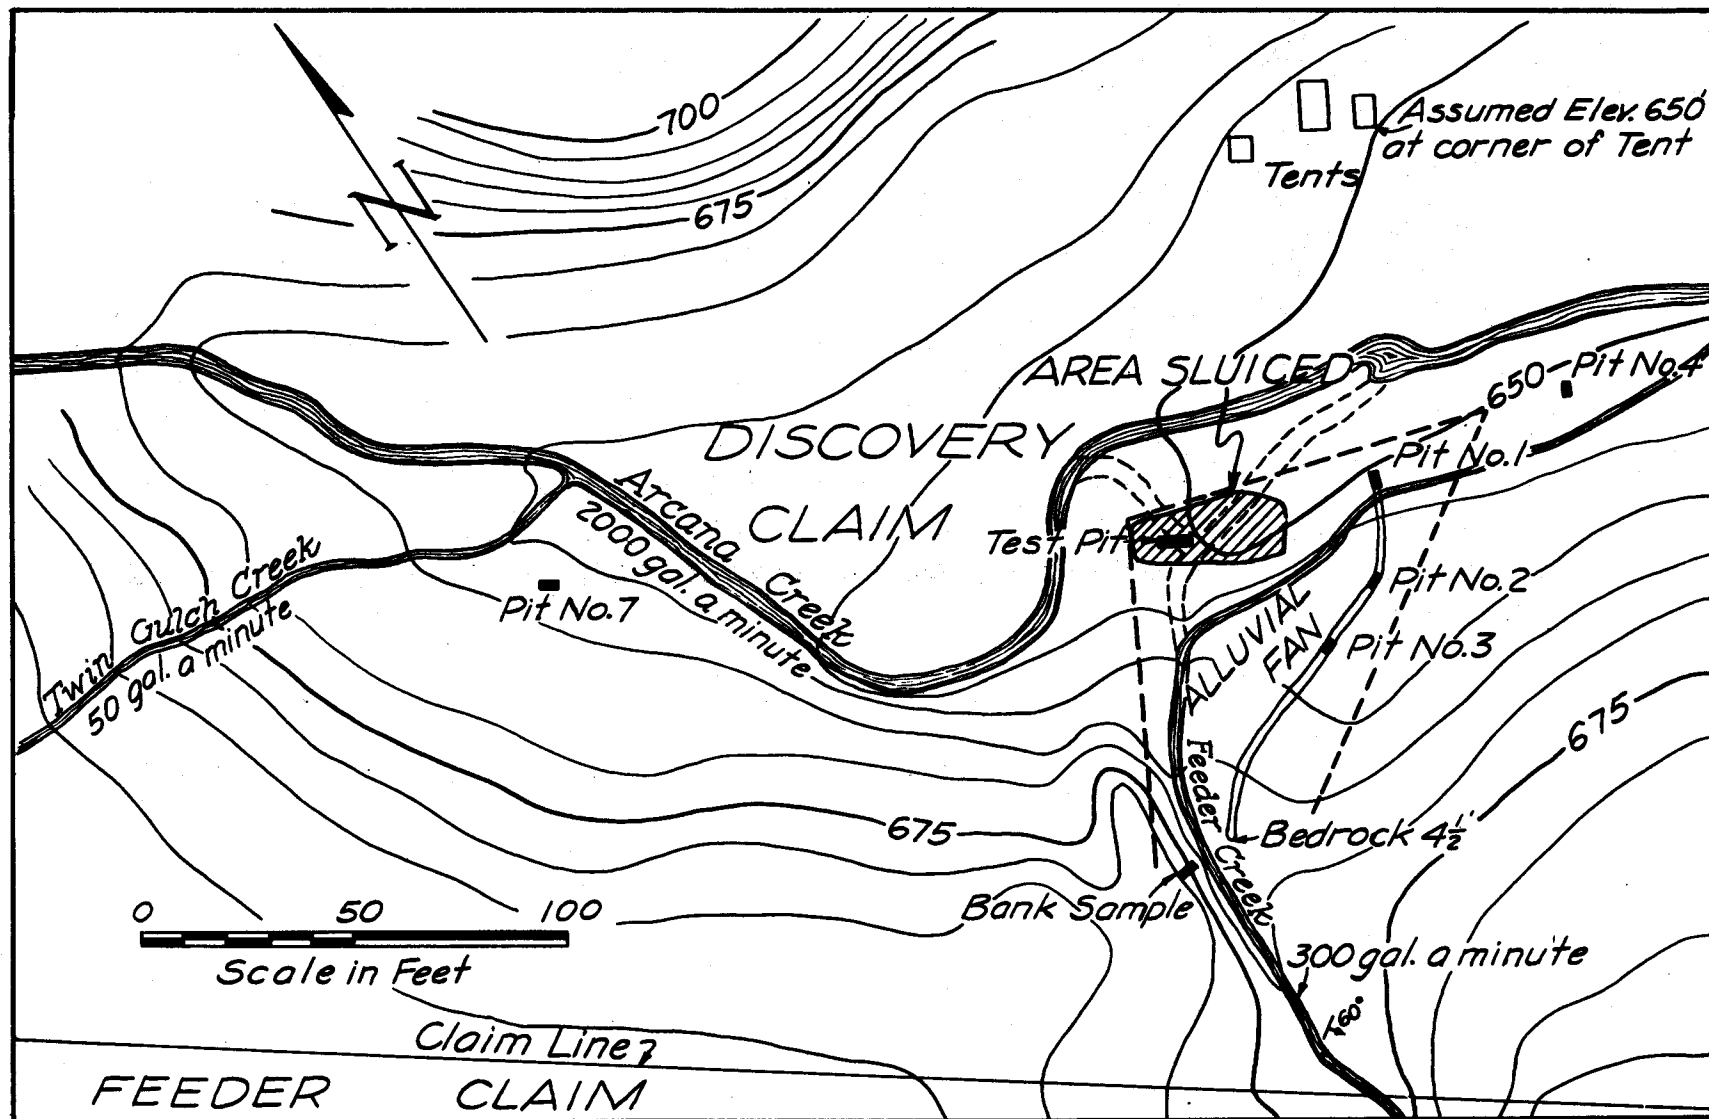 700
Assumed Elev. 650'
at corner of Tent
Tents
675
N
AREA SLUICED
650
Pit No. 4
DISCOVERY
CLAIM
Pit No. 1
Arcana Creek
2000 gal. a minute
Test Pit
Twin Gulch Creek
50 gal. a minute
Pit No. 7
Pit No. 2
ALLUVIAL
FAN
Pit No. 3
675
Feeder Creek
675
Bedrock 4½'
Bank Sample
0 50 100
Scale in Feet
300 gal. a minute
60°
Claim Line
FEEDER CLAIM